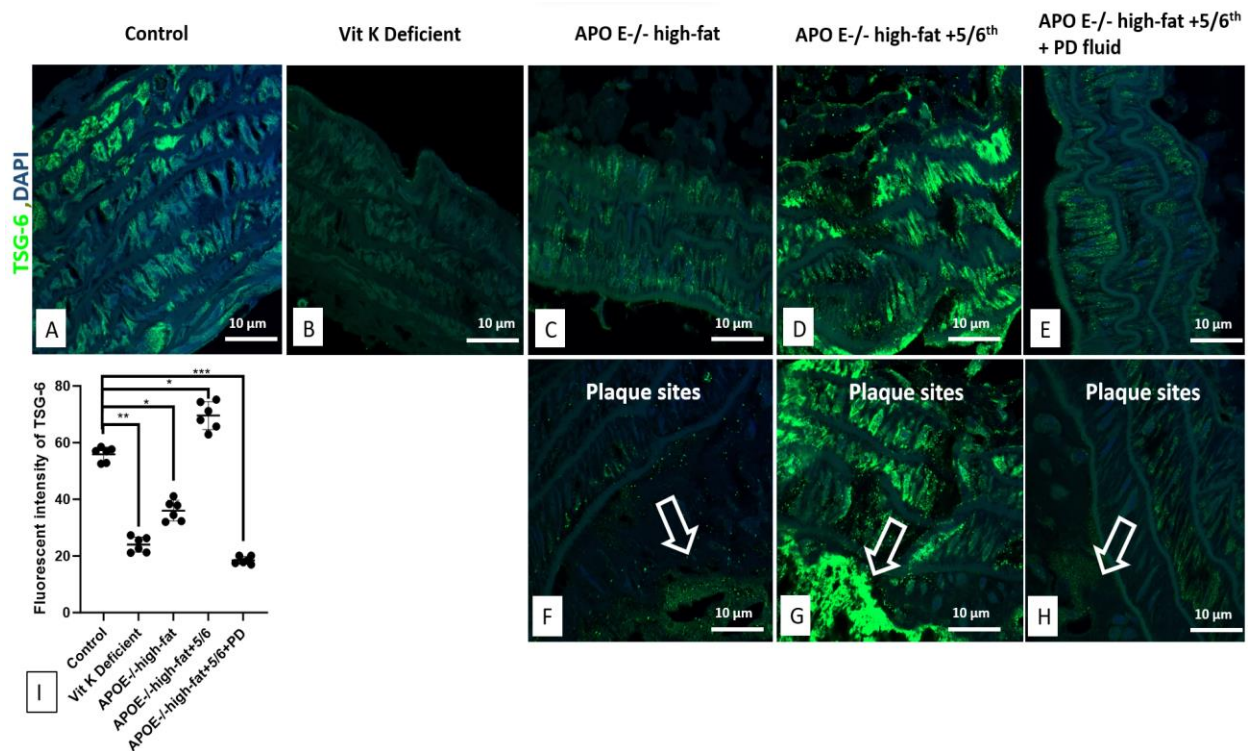 Control
Vit K Deficient
APO E-/- high-fat
APO E-/- high-fat +5/6th
APO E-/- high-fat +5/6th
+ PD fluid
TSG-6 ,DAPI
A
10 µm
B
10 µm
C
10 µm
D
10 µm
E
10 µm
Plaque sites
F
10 µm
Plaque sites
G
10 µm
Plaque sites
H
10 µm
Fluorescent intensity of TSG-6
80
60
40
20
0
***
*
*
**
Control
Vit K Deficient
APOE-/-high-fat
APOE-/-high-fat+5/6
APOE-/-high-fat+5/6+PD
I